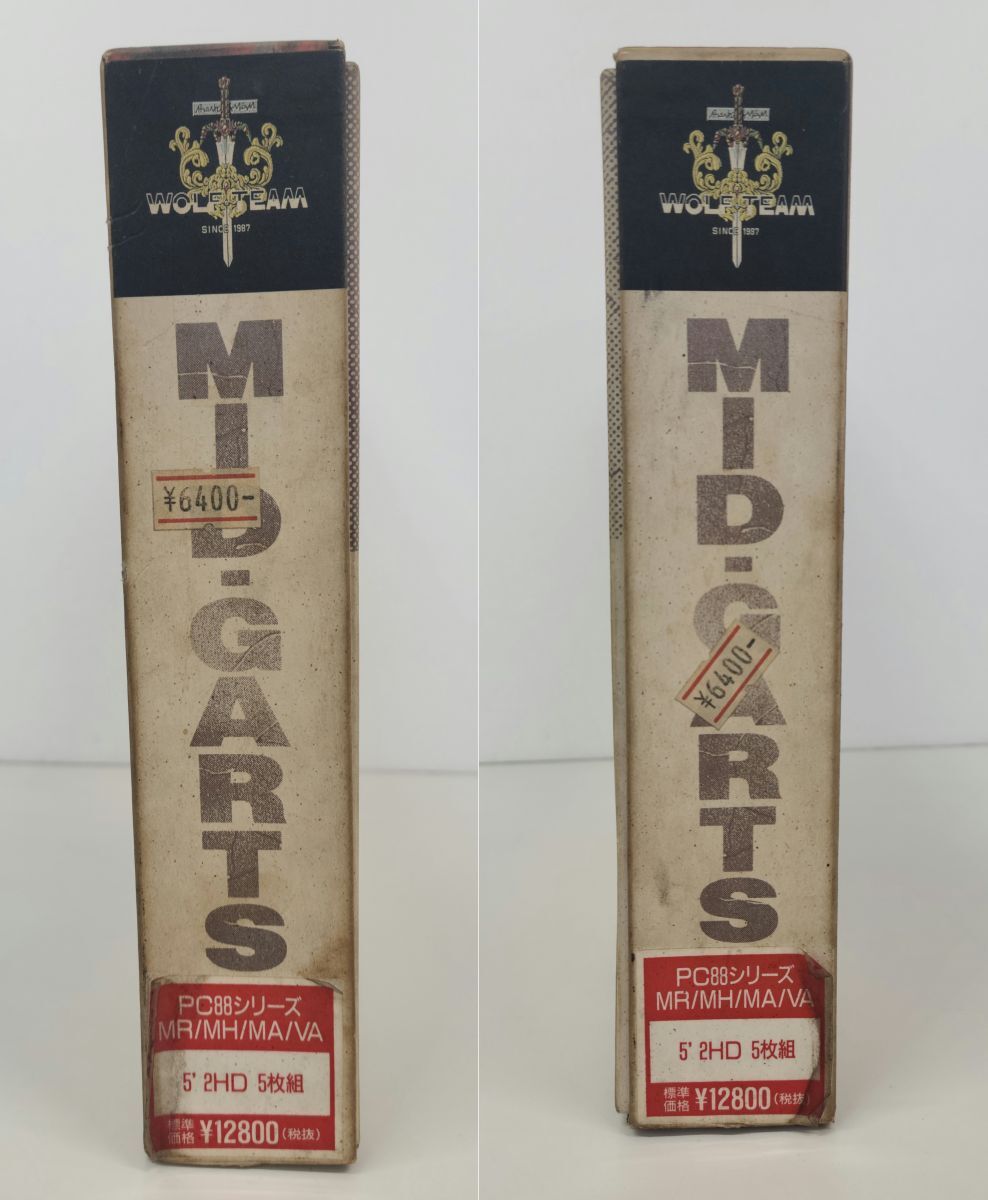 WOLF TEAM
SINCE 1987
MID-GARTS
¥6400-
PC88シリーズ
MR/MH/MA/VA
5' 2HD 5枚組
標準価格 ¥12800(税抜)
WOLF TEAM
SINCE 1987
MID-GARTS
¥6400-
PC88シリーズ
MR/MH/MA/VA
5' 2HD 5枚組
標準価格 ¥12800(税抜)